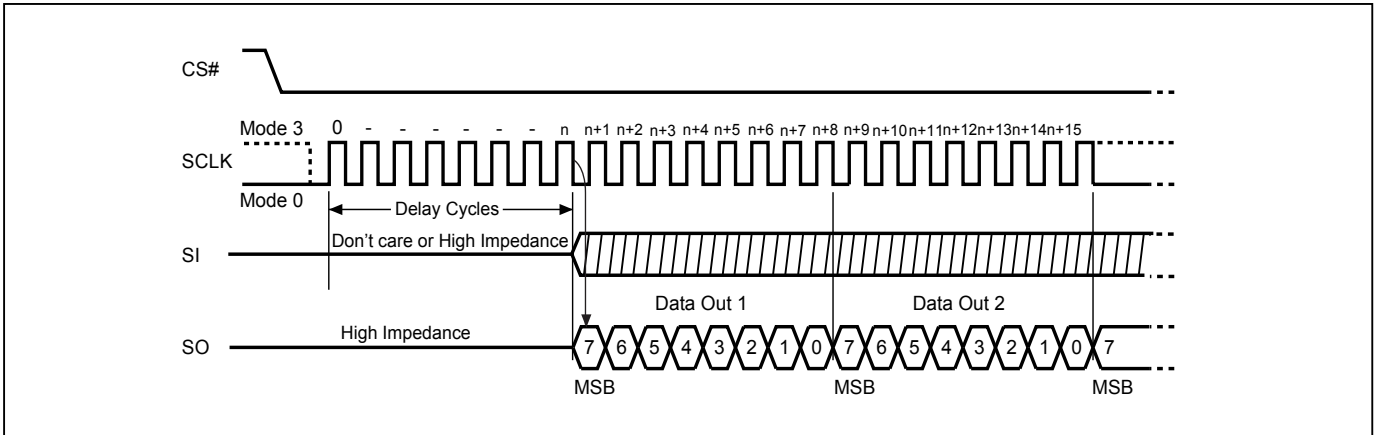 CS#
Mode 3 0 - - - - - - n n+1 n+2 n+3 n+4 n+5 n+6 n+7 n+8 n+9 n+10 n+11 n+12 n+13 n+14 n+15
SCLK
Mode 0
Delay Cycles
Don't care or High Impedance
SI
Data Out 1 Data Out 2
High Impedance
SO 7 6 5 4 3 2 1 0 7 6 5 4 3 2 1 0 7
MSB MSB MSB